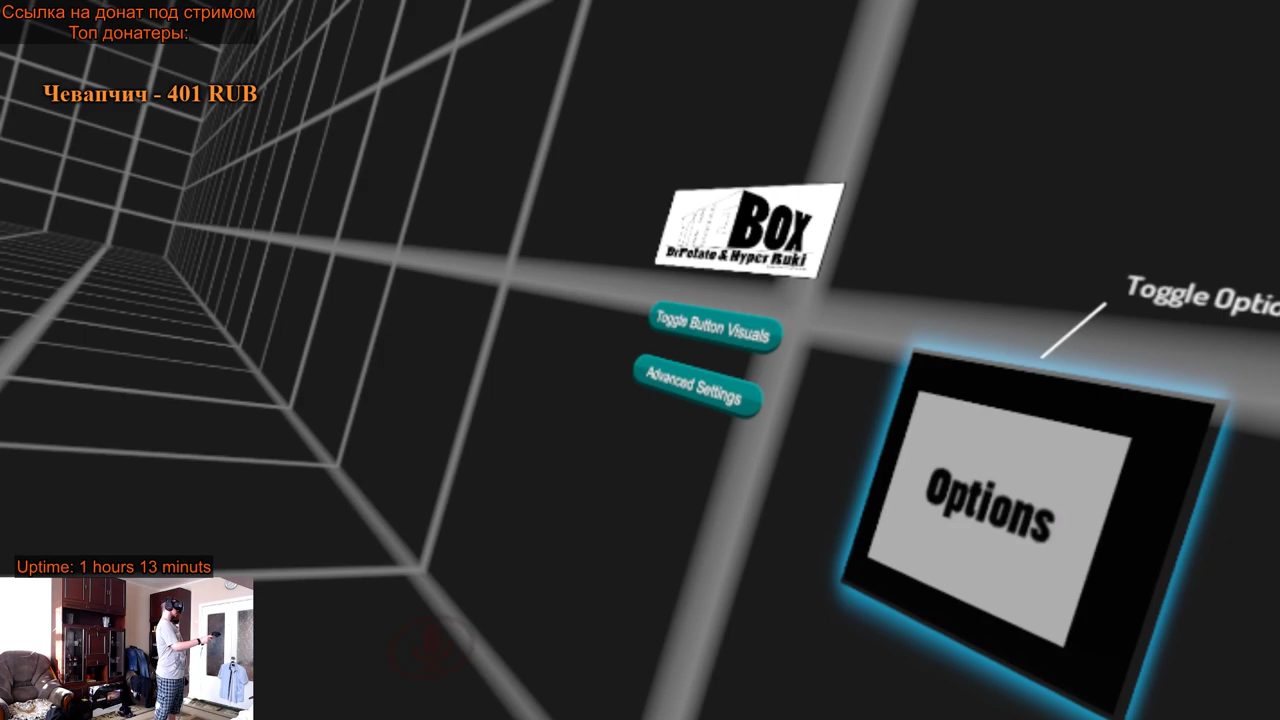 Ссылка на донат под стримом
Топ донатеры:
Чевапчич - 401 RUB
BOX
DrPotato & Hyper Ruki
Toggle Button Visuals
Advanced Settings
Toggle Optio
Options
Uptime: 1 hours 13 minuts